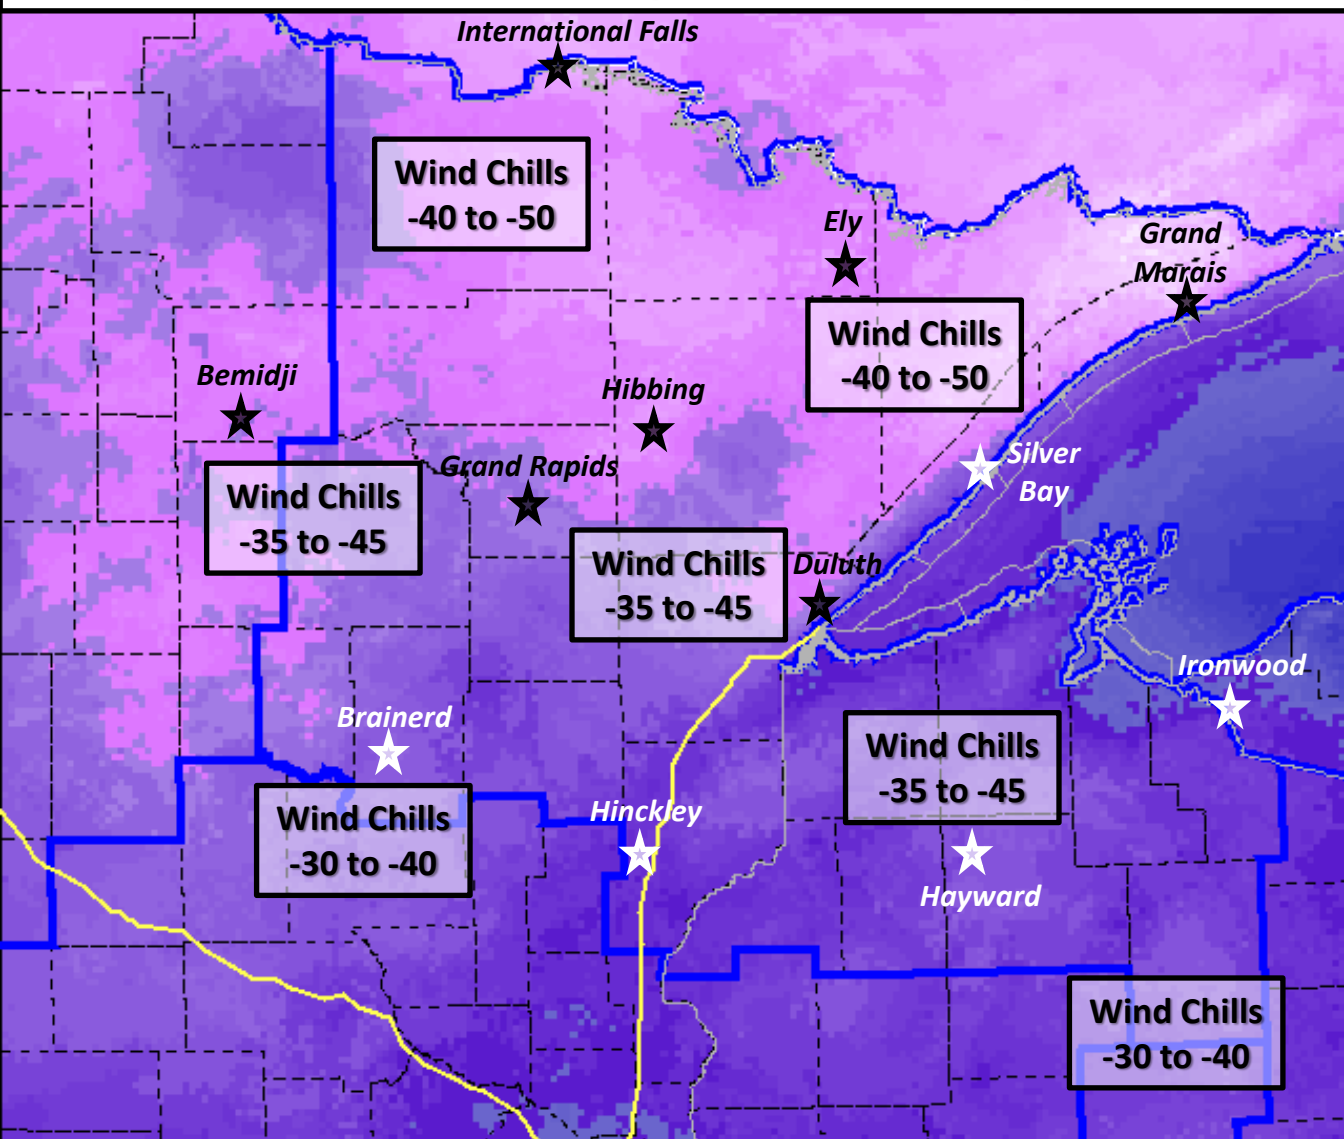 International Falls
Wind Chills
-40 to -50
Ely
Grand
Marais
Wind Chills
-40 to -50
Bemidji
Hibbing
Grand Rapids
Silver
Bay
Wind Chills
-35 to -45
Wind Chills
-35 to -45
Duluth
Ironwood
Brainerd
Wind Chills
-35 to -45
Hinckley
Wind Chills
-30 to -40
Hayward
Wind Chills
-30 to -40